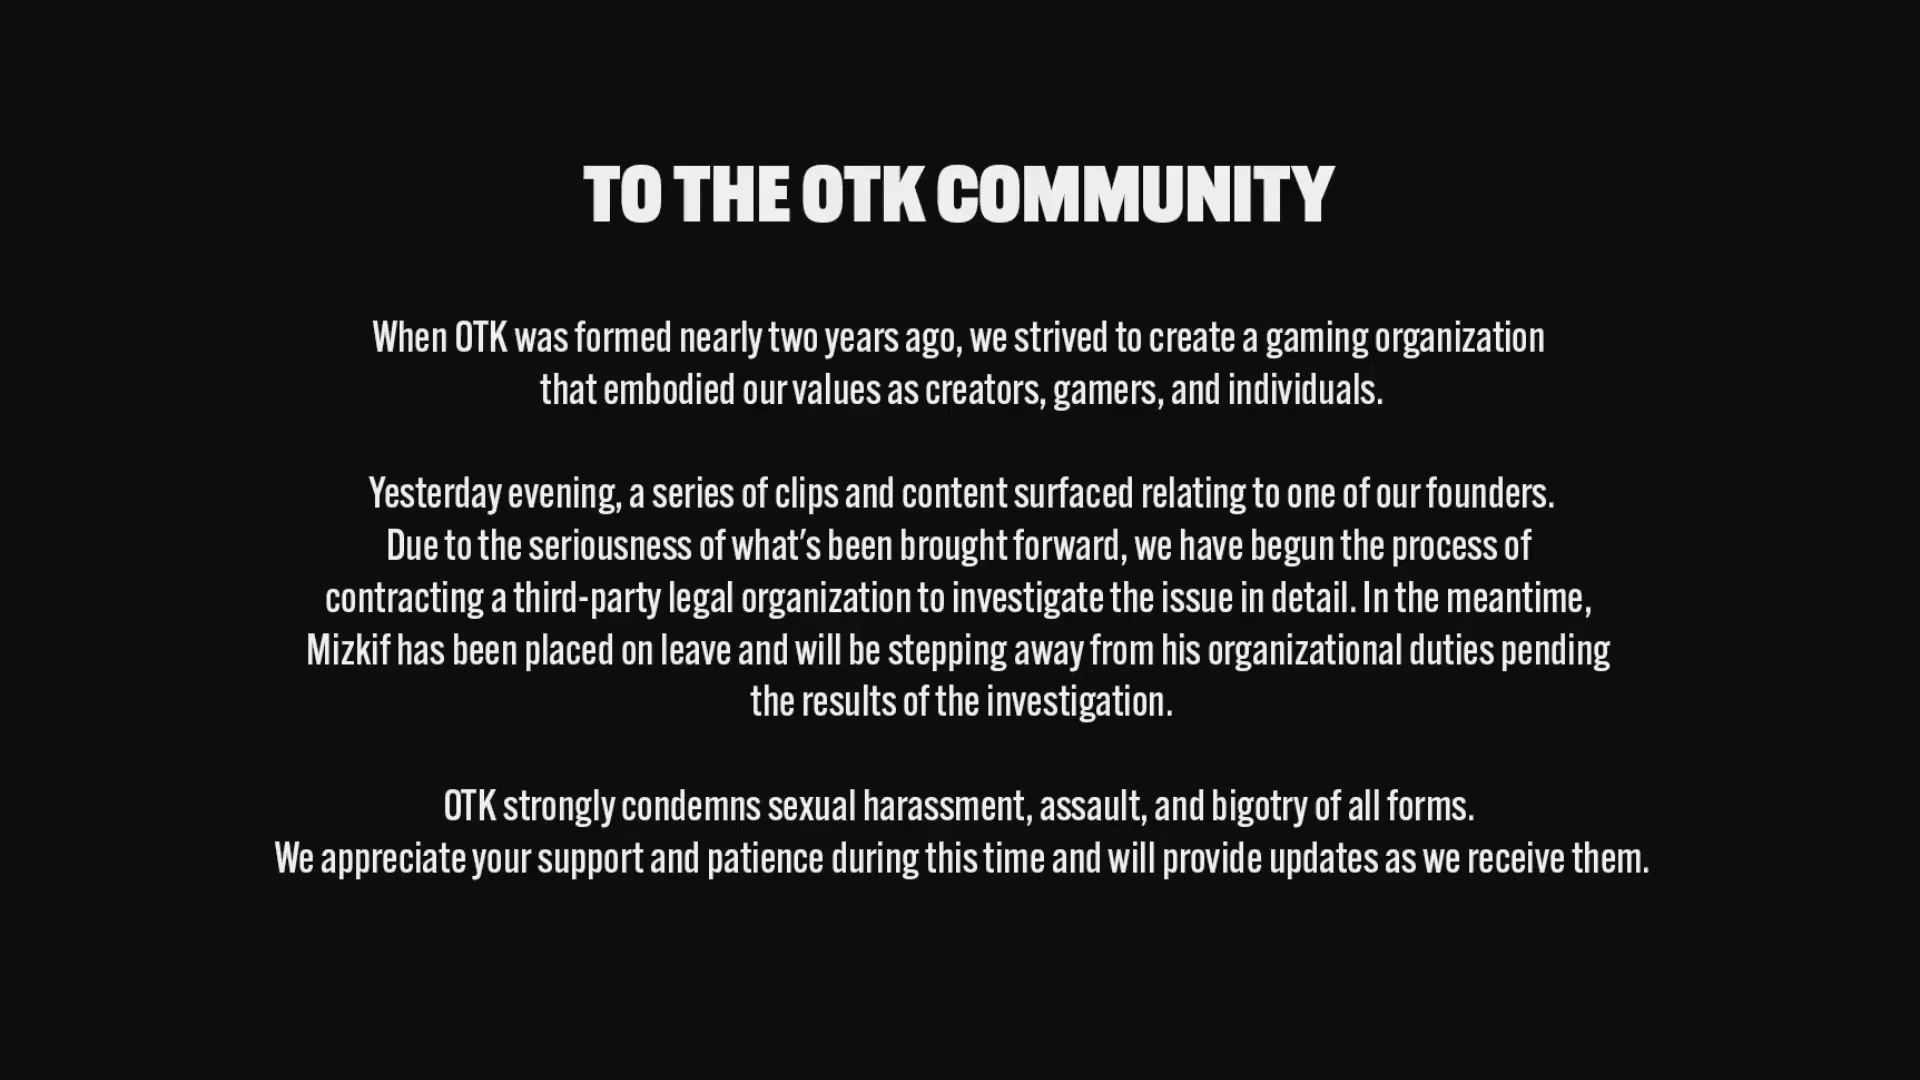 TO THE OTK COMMUNITY
When OTK was formed nearly two years ago, we strived to create a gaming organization
that embodied our values as creators, gamers, and individuals.
Yesterday evening, a series of clips and content surfaced relating to one of our founders.
Due to the seriousness of what's been brought forward, we have begun the process of
contracting a third-party legal organization to investigate the issue in detail. In the meantime,
Mizkif has been placed on leave and will be stepping away from his organizational duties pending
the results of the investigation.
OTK strongly condemns sexual harassment, assault, and bigotry of all forms.
We appreciate your support and patience during this time and will provide updates as we receive them.